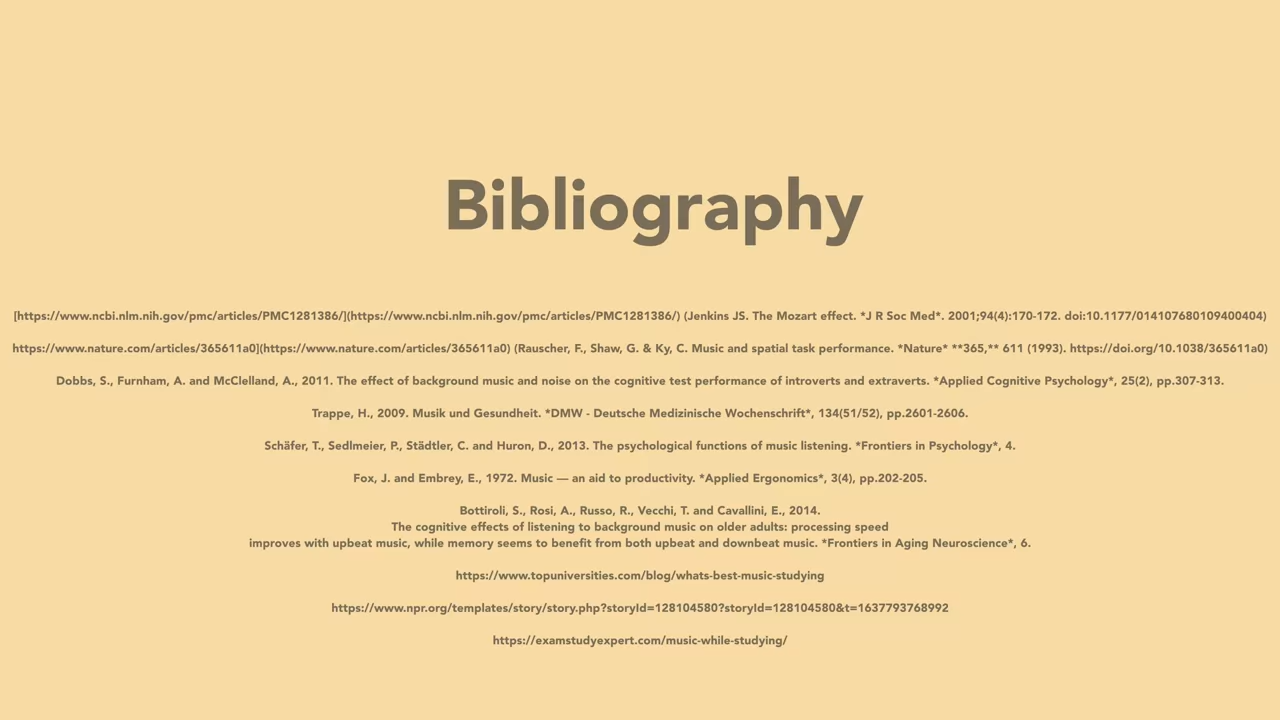 Bibliography
[https://www.ncbi.nlm.nih.gov/pmc/articles/PMC1281386/](https://www.ncbi.nlm.nih.gov/pmc/articles/PMC1281386/) (Jenkins JS. The Mozart effect. *J R Soc Med*. 2001;94(4):170-172. doi:10.1177/014107680109400404)
https://www.nature.com/articles/365611a0](https://www.nature.com/articles/365611a0) (Rauscher, F., Shaw, G. & Ky, C. Music and spatial task performance. *Nature* **365,** 611 (1993). https://doi.org/10.1038/365611a0)
Dobbs, S., Furnham, A. and McClelland, A., 2011. The effect of background music and noise on the cognitive test performance of introverts and extraverts. *Applied Cognitive Psychology*, 25(2), pp.307-313.
Trappe, H., 2009. Musik und Gesundheit. *DMW - Deutsche Medizinische Wochenschrift*, 134(51/52), pp.2601-2606.
Schäfer, T., Sedlmeier, P., Städtler, C. and Huron, D., 2013. The psychological functions of music listening. *Frontiers in Psychology*, 4.
Fox, J. and Embrey, E., 1972. Music — an aid to productivity. *Applied Ergonomics*, 3(4), pp.202-205.
Bottiroli, S., Rosi, A., Russo, R., Vecchi, T. and Cavallini, E., 2014.
The cognitive effects of listening to background music on older adults: processing speed
improves with upbeat music, while memory seems to benefit from both upbeat and downbeat music. *Frontiers in Aging Neuroscience*, 6.
https://www.topuniversities.com/blog/whats-best-music-studying
https://www.npr.org/templates/story/story.php?storyId=128104580?storyId=128104580&t=1637793768992
https://examstudyexpert.com/music-while-studying/